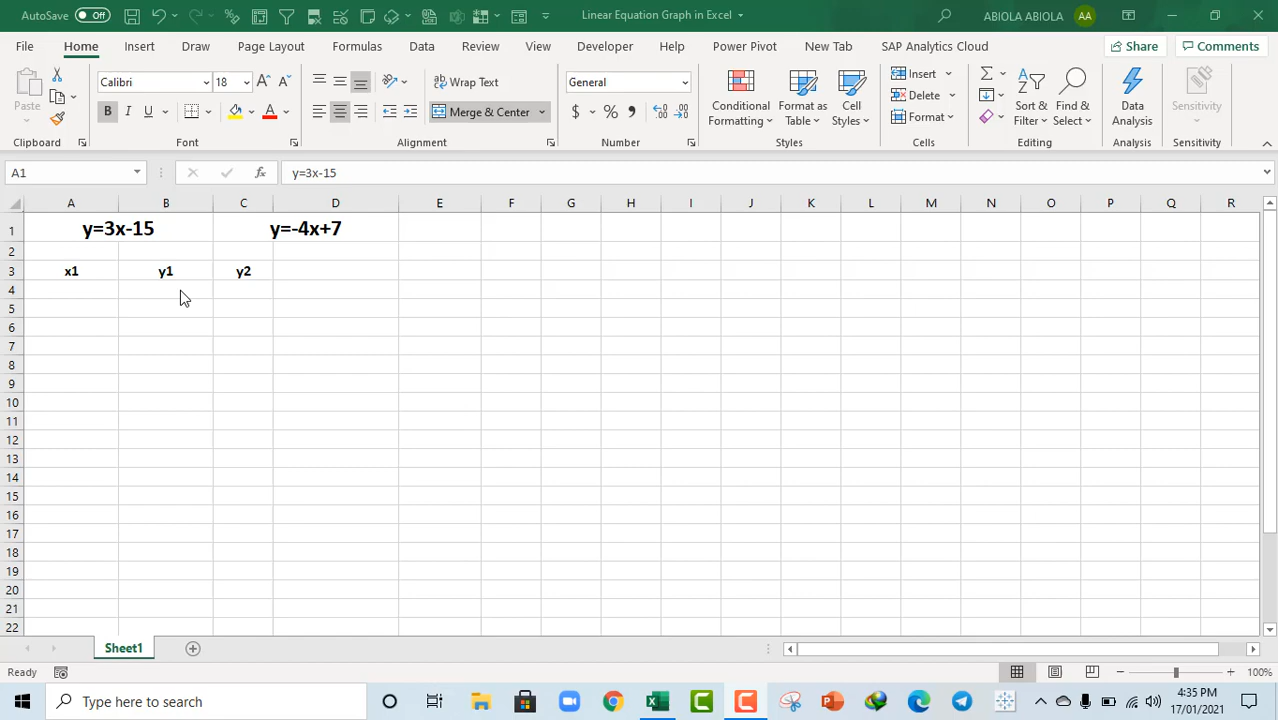 AutoSave Off
Linear Equation Graph in Excel
ABIOLA ABIOLA AA
File Home Insert Draw Page Layout Formulas Data Review View Developer Help Power Pivot New Tab SAP Analytics Cloud Share Comments
Paste
Clipboard
Calibri 18
B I U
Font
Wrap Text
Merge & Center
Alignment
General
$ % 9
Number
Conditional Formatting
Format as Table
Cell Styles
Styles
Insert
Delete
Format
Cells
Sort & Filter
Find & Select
Editing
Data Analysis
Analysis
Sensitivity
Sensitivity
A1 fx y=3x-15
A B C D E F G H I J K L M N O P Q R
1 y=3x-15 y=-4x+7
2
3 x1 y1 y2
4
5
6
7
8
9
10
11
12
13
14
15
16
17
18
19
20
21
22
Sheet1
Ready 100%
Type here to search
4:35 PM
17/01/2021